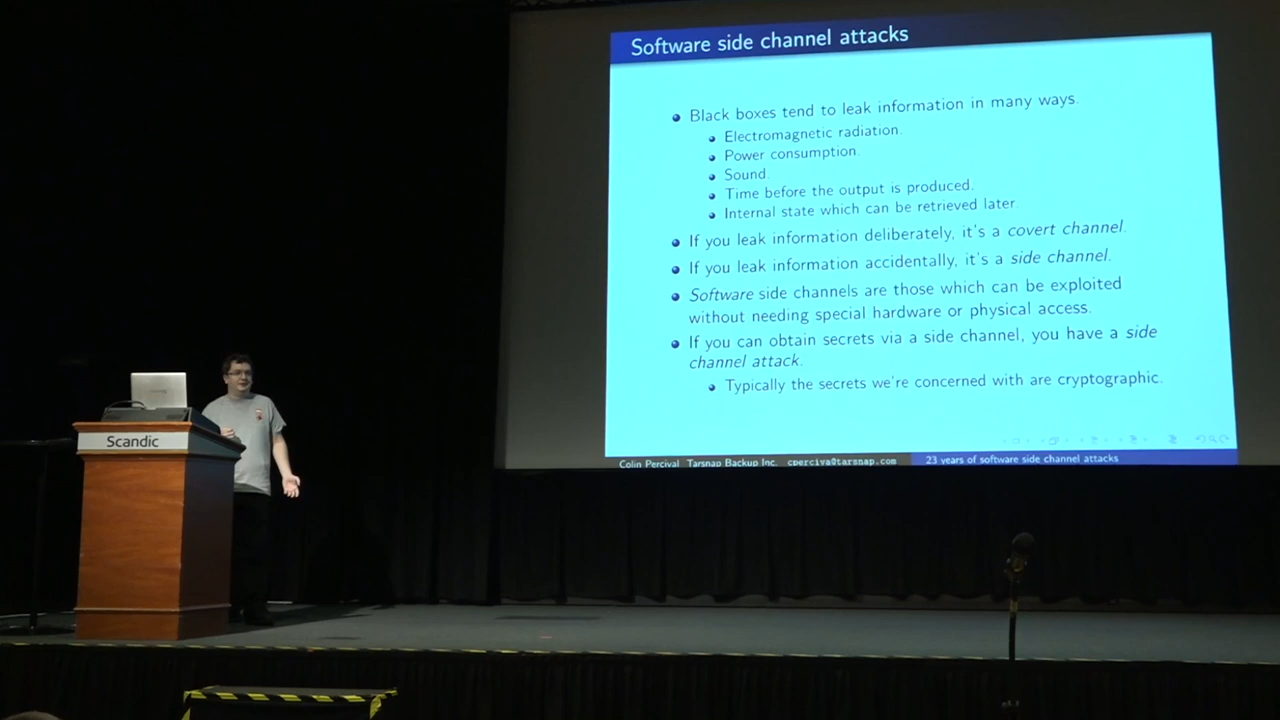 Software side channel attacks
Black boxes tend to leak information in many ways.
Electromagnetic radiation.
Power consumption.
Sound.
Time before the output is produced.
Internal state which can be retrieved later.
If you leak information deliberately, it's a covert channel.
If you leak information accidentally, it's a side channel.
Software side channels are those which can be exploited
without needing special hardware or physical access.
If you can obtain secrets via a side channel, you have a side
channel attack.
Typically the secrets we're concerned with are cryptographic.
Colin Percival Tarsnap Backup Inc. cperciva@tarsnap.com
23 years of software side channel attacks
Scandic